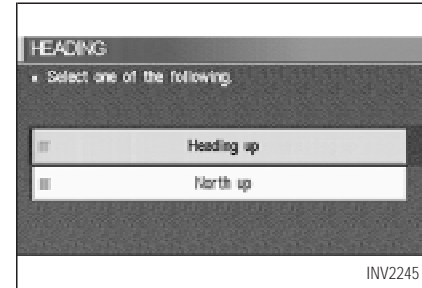 HEADING
▪ Select one of the following.
Heading up
North up
INV2245